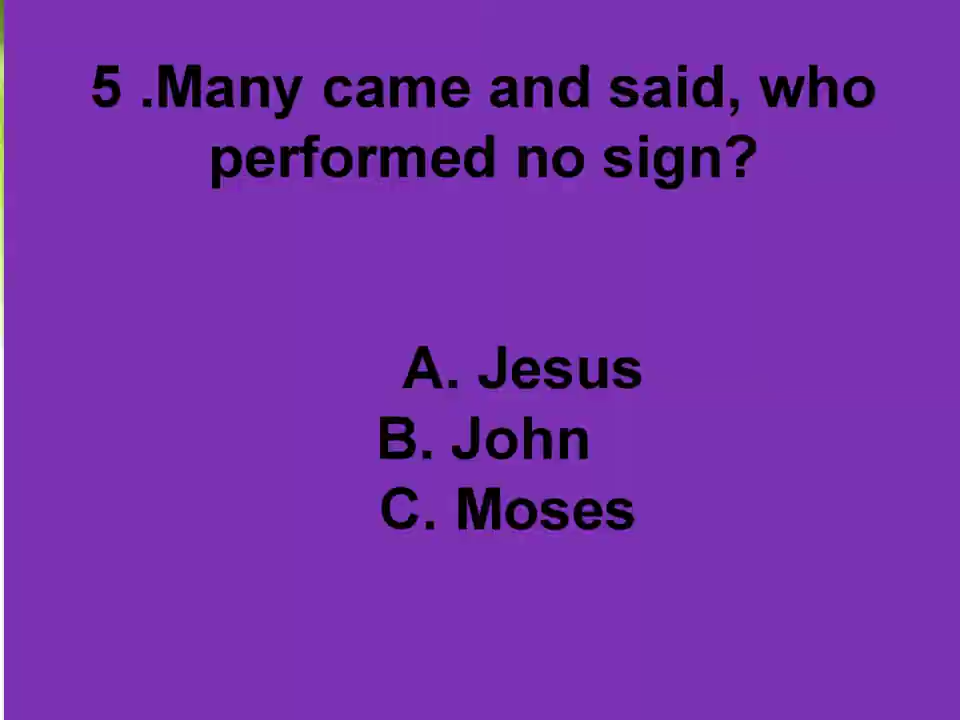 5 .Many came and said, who
performed no sign?
A. Jesus
B. John
C. Moses